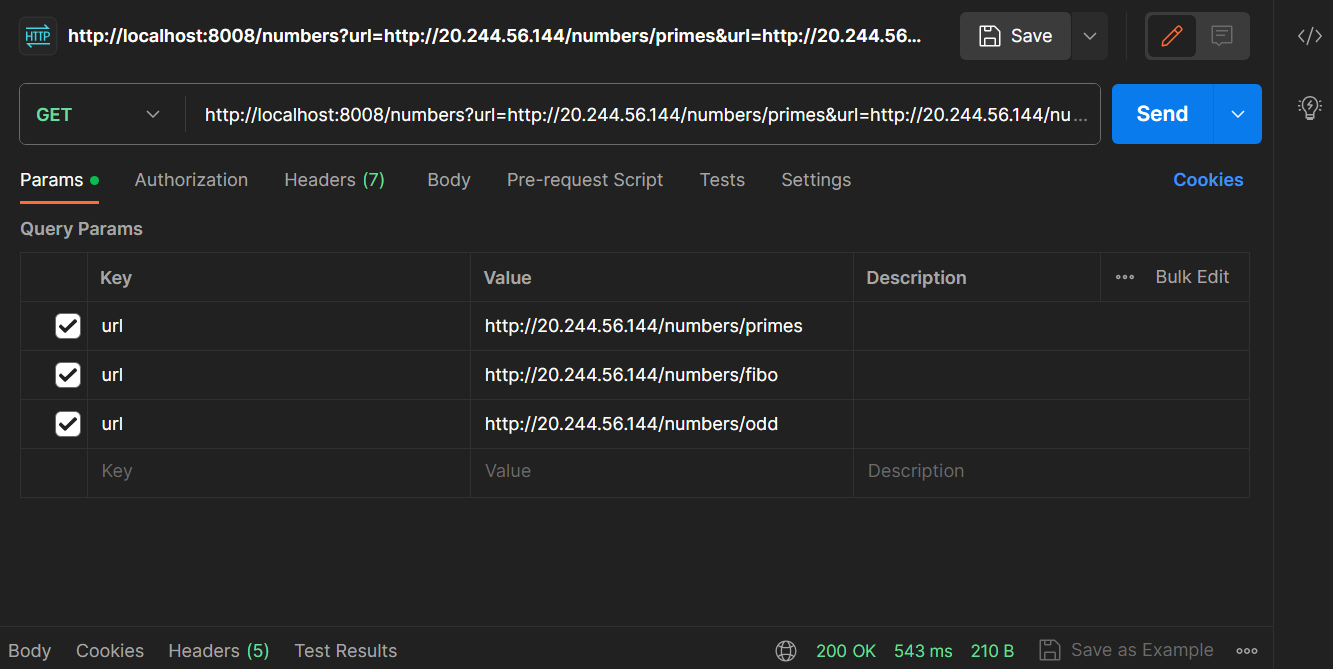 HTTP http://localhost:8008/numbers?url=http://20.244.56.144/numbers/primes&url=http://20.244.56... Save
GET http://localhost:8008/numbers?url=http://20.244.56.144/numbers/primes&url=http://20.244.56.144/nu... Send
Params Authorization Headers (7) Body Pre-request Script Tests Settings Cookies
Query Params
Key Value Description Bulk Edit
url http://20.244.56.144/numbers/primes
url http://20.244.56.144/numbers/fibo
url http://20.244.56.144/numbers/odd
Key Value Description
Body Cookies Headers (5) Test Results 200 OK 543 ms 210 B Save as Example